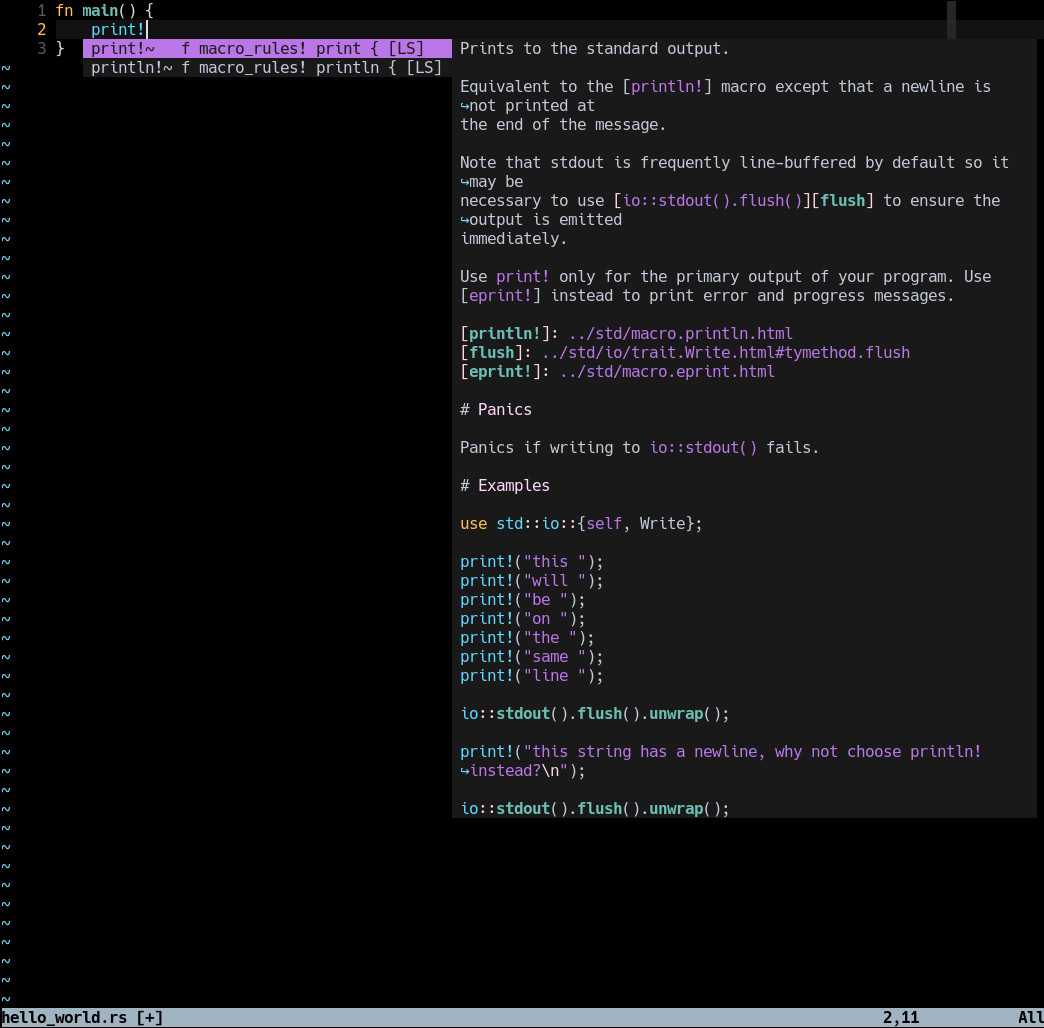 1 fn main() {
2 print!
3 }
print!~ f macro_rules! print { [LS]
println!~ f macro_rules! println { [LS]
Prints to the standard output.
Equivalent to the [println!] macro except that a newline is
↪not printed at
the end of the message.
Note that stdout is frequently line-buffered by default so it
↪may be
necessary to use [io::stdout().flush()][flush] to ensure the
↪output is emitted
immediately.
Use print! only for the primary output of your program. Use
[eprint!] instead to print error and progress messages.
[println!]: ../std/macro.println.html
[flush]: ../std/io/trait.Write.html#tymethod.flush
[eprint!]: ../std/macro.eprint.html
# Panics
Panics if writing to io::stdout() fails.
# Examples
use std::io::{self, Write};
print!("this ");
print!("will ");
print!("be ");
print!("on ");
print!("the ");
print!("same ");
print!("line ");
io::stdout().flush().unwrap();
print!("this string has a newline, why not choose println!
↪instead?\n");
io::stdout().flush().unwrap();
hello_world.rs [+] 2,11 All